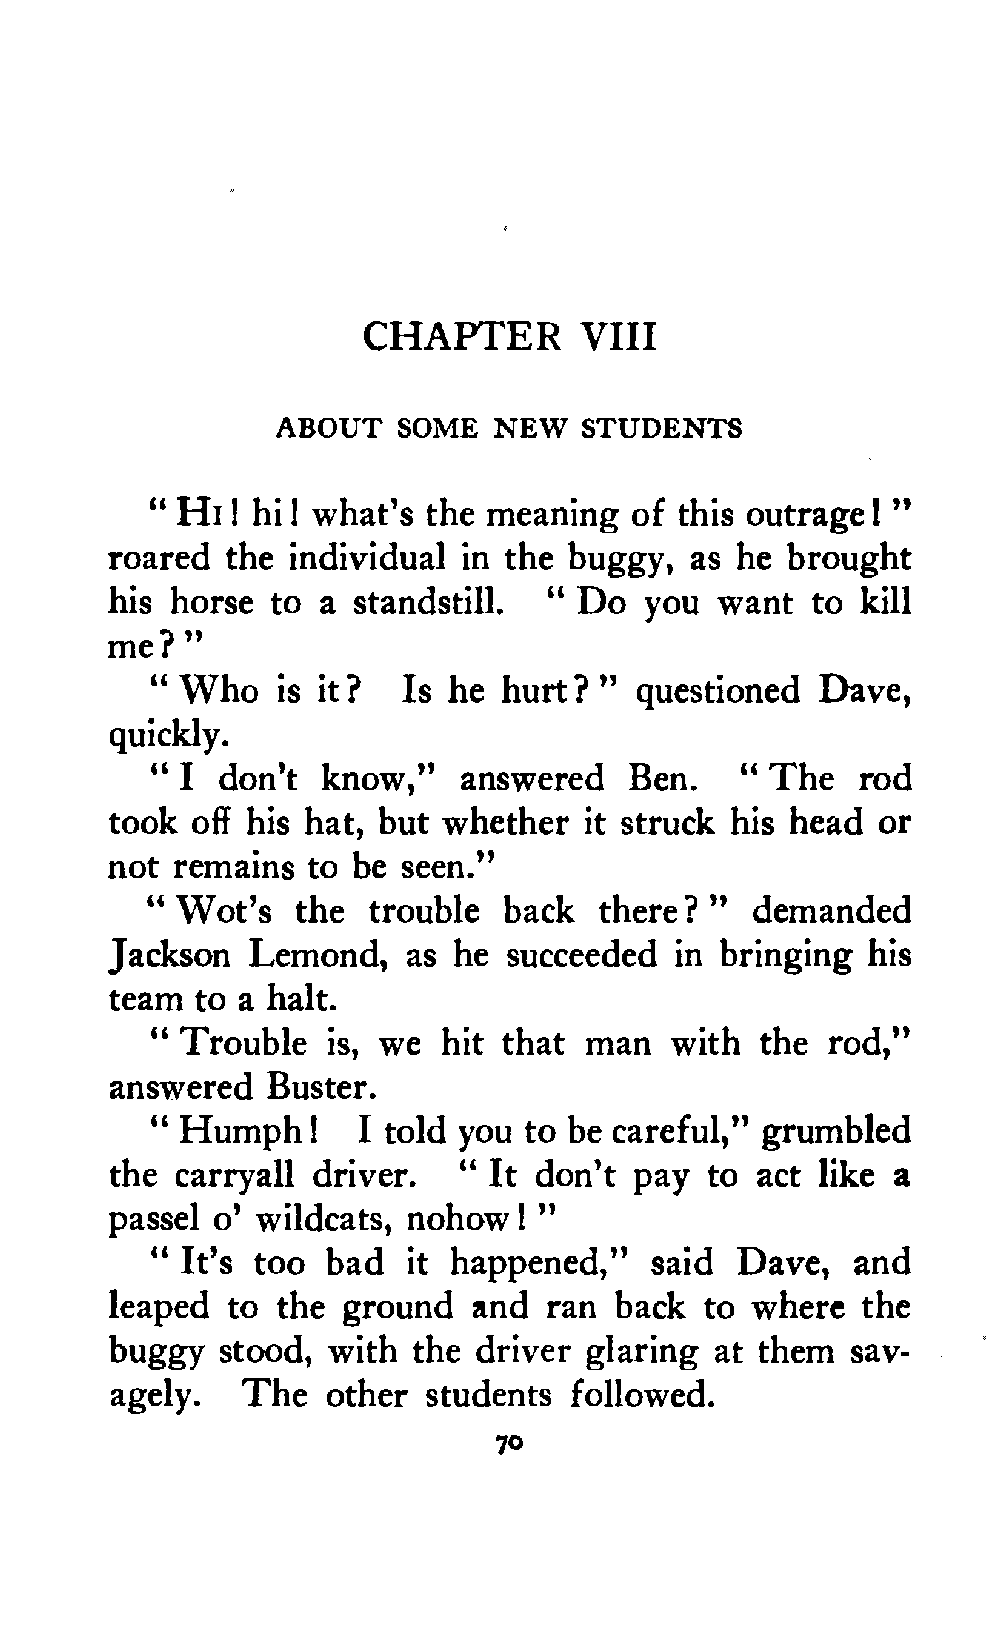 CHAPTER VIII
ABOUT SOME NEW STUDENTS
" HI! hi! what's the meaning of this outrage!"
roared the individual in the buggy, as he brought
his horse to a standstill. " Do you want to kill
me?"
" Who is it? Is he hurt?" questioned Dave,
quickly.
" I don't know," answered Ben. " The rod
took off his hat, but whether it struck his head or
not remains to be seen."
" Wot's the trouble back there?" demanded
Jackson Lemond, as he succeeded in bringing his
team to a halt.
" Trouble is, we hit that man with the rod,"
answered Buster.
" Humph! I told you to be careful," grumbled
the carryall driver. " It don't pay to act like a
passel o' wildcats, nohow!"
" It's too bad it happened," said Dave, and
leaped to the ground and ran back to where the
buggy stood, with the driver glaring at them sav-
agely. The other students followed.
70